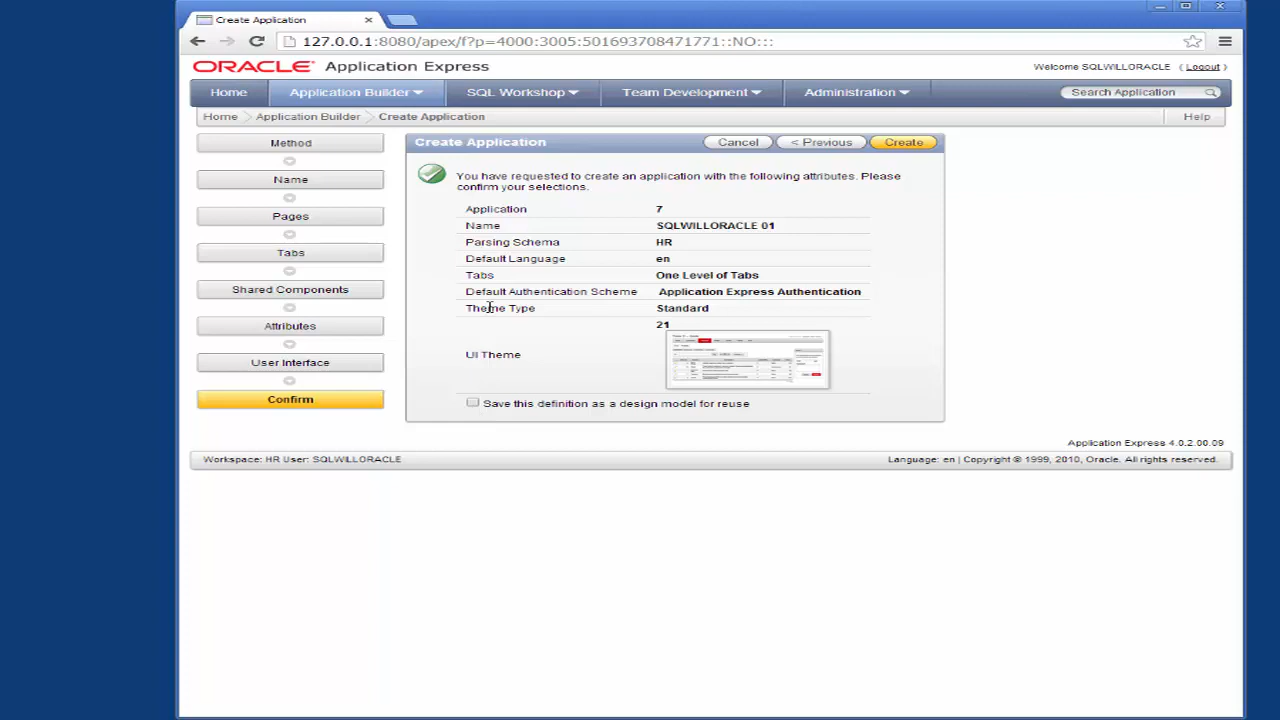 Create Application
127.0.0.1:8080/apex/f?p=4000:3005:501693708471771::NO:::
ORACLE Application Express
Welcome SQLWILLORACLE ( Logout )
Home Application Builder SQL Workshop Team Development Administration Search Application
Home Application Builder Create Application Help
Method
Name
Pages
Tabs
Shared Components
Attributes
User Interface
Confirm
Create Application Cancel < Previous Create
You have requested to create an application with the following attributes. Please
confirm your selections.
Application 7
Name SQLWILLORACLE 01
Parsing Schema HR
Default Language en
Tabs One Level of Tabs
Default Authentication Scheme Application Express Authentication
Theme Type Standard
21
UI Theme
Save this definition as a design model for reuse
Application Express 4.0.2.00.09
Workspace: HR User: SQLWILLORACLE Language: en | Copyright © 1999, 2010, Oracle. All rights reserved.